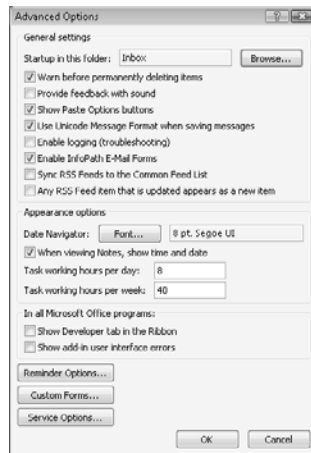 Advanced Options
General settings
Startup in this folder: Inbox Browse...
Warn before permanently deleting items
Provide feedback with sound
Show Paste Options buttons
Use Unicode Message Format when saving messages
Enable logging (troubleshooting)
Enable InfoPath E-Mail Forms
Sync RSS Feeds to the Common Feed List
Any RSS Feed item that is updated appears as a new item
Appearance options
Date Navigator: Font... 8 pt. Segoe UI
When viewing Notes, show time and date
Task working hours per day: 8
Task working hours per week: 40
In all Microsoft Office programs:
Show Developer tab in the Ribbon
Show add-in user interface errors
Reminder Options...
Custom Forms...
Service Options...
OK Cancel